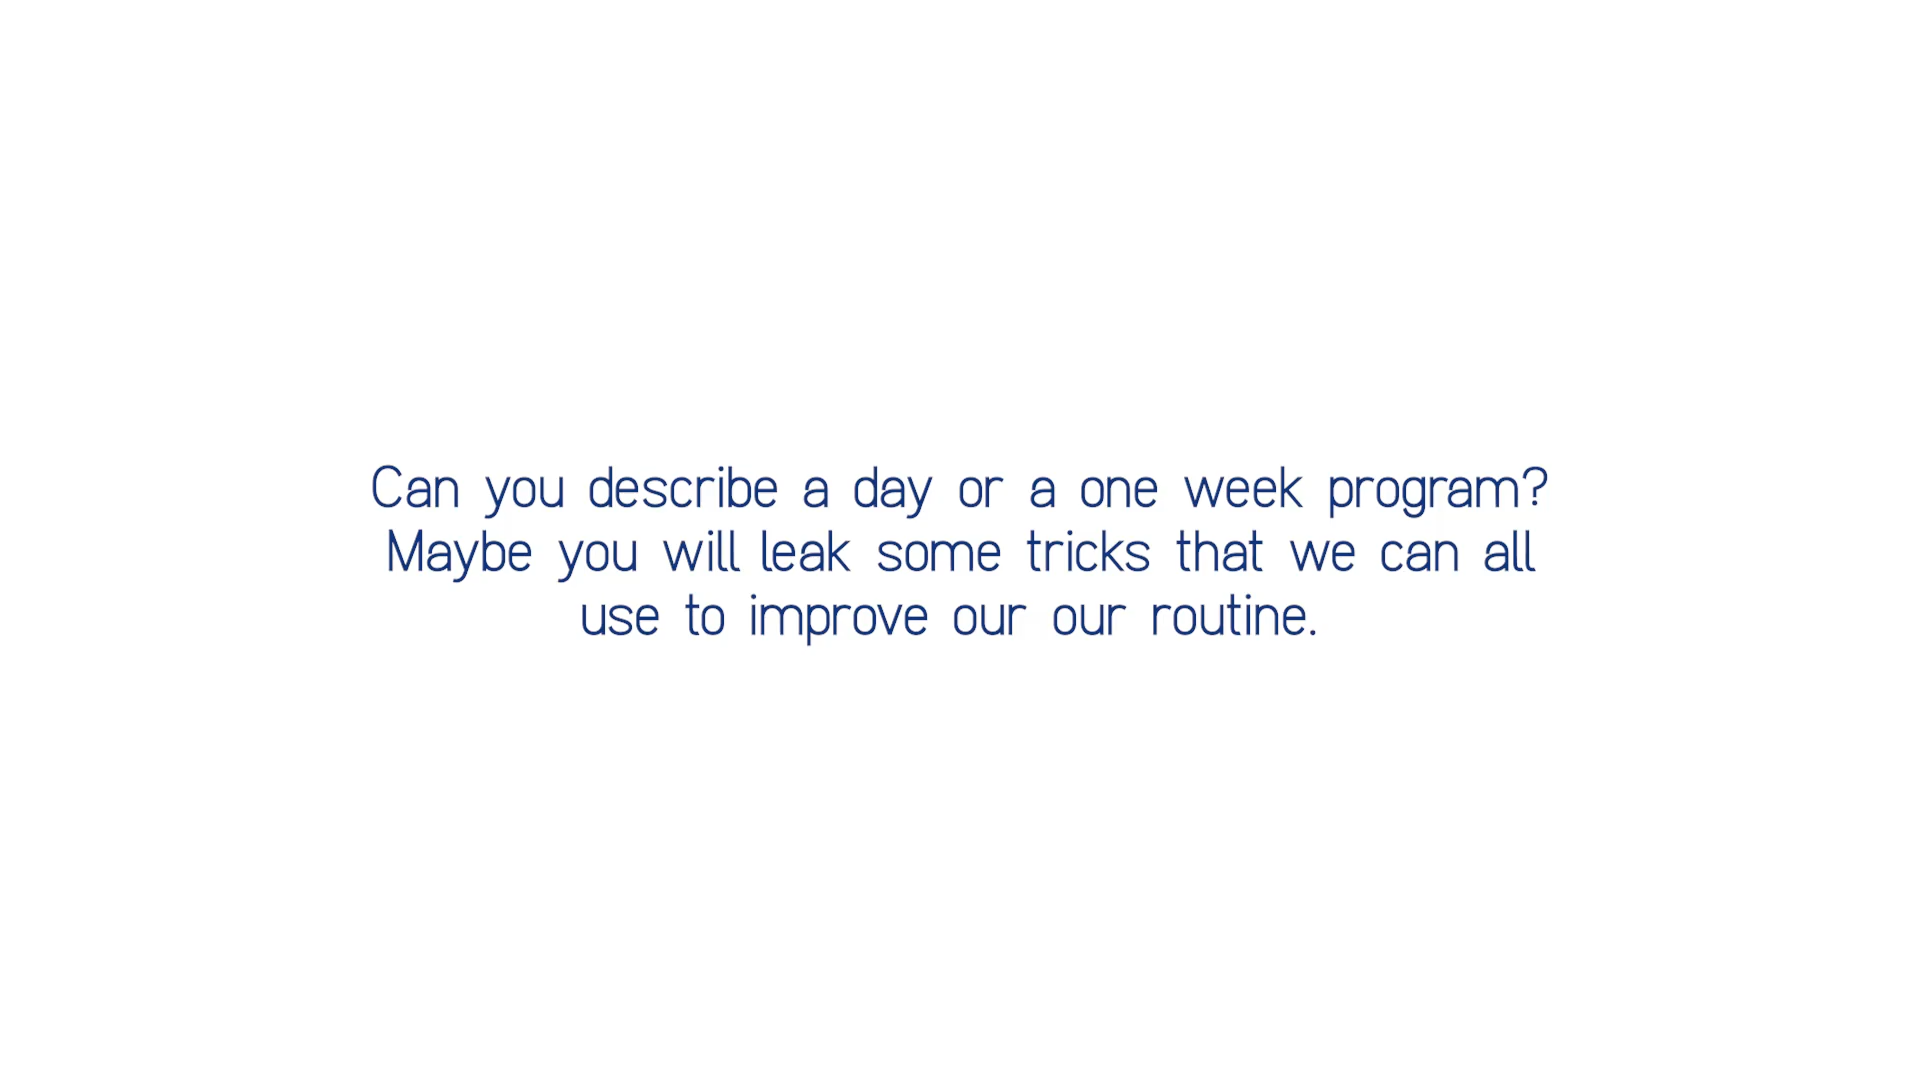 Can you describe a day or a one week program?
Maybe you will leak some tricks that we can all
use to improve our our routine.